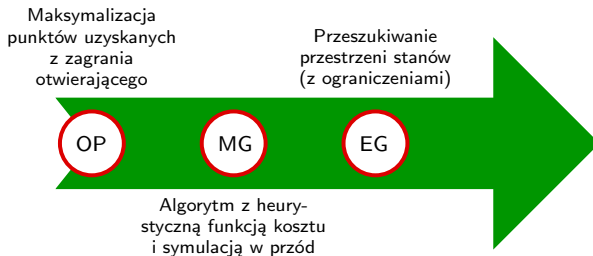 Maksymalizacja
punktów uzyskanych
z zagrania
otwierającego
Przeszukiwanie
przestrzeni stanów
(z ograniczeniami)
OP
MG
EG
Algorytm z heury-
styczną funkcją kosztu
i symulacją w przód